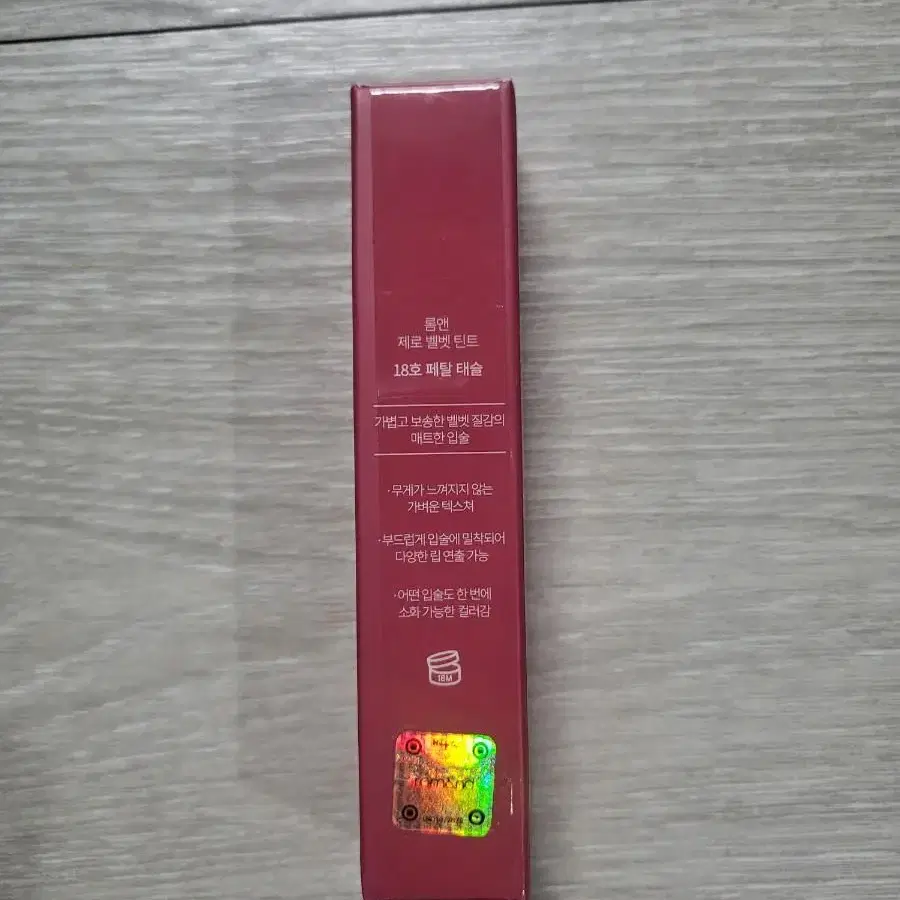 롬앤
제로 벨벳 틴트
18호 페탈 태슬
가볍고 보송한 벨벳 질감의
매트한 입술
·무게가 느껴지지 않는
가벼운 텍스쳐
·부드럽게 입술에 밀착되어
다양한 립 연출 가능
·어떤 입술도 한 번에
소화 가능한 컬러감
18M
romand